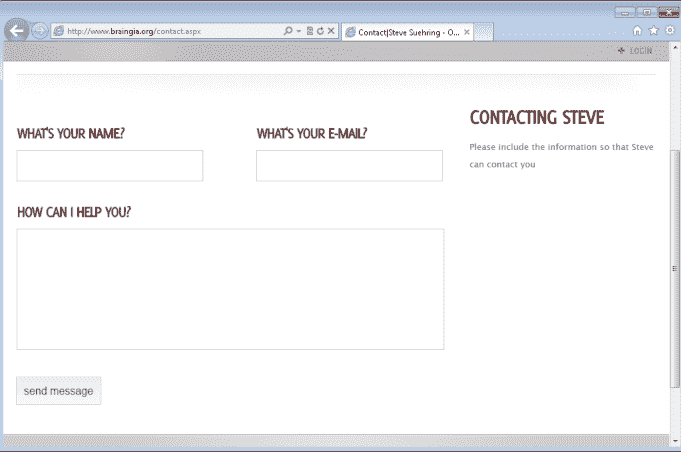 http://www.braingia.org/contact.aspx
Contact|Steve Suehring - O...
LOGIN
CONTACTING STEVE
Please include the information so that Steve
can contact you
WHAT'S YOUR NAME?
WHAT'S YOUR E-MAIL?
HOW CAN I HELP YOU?
send message